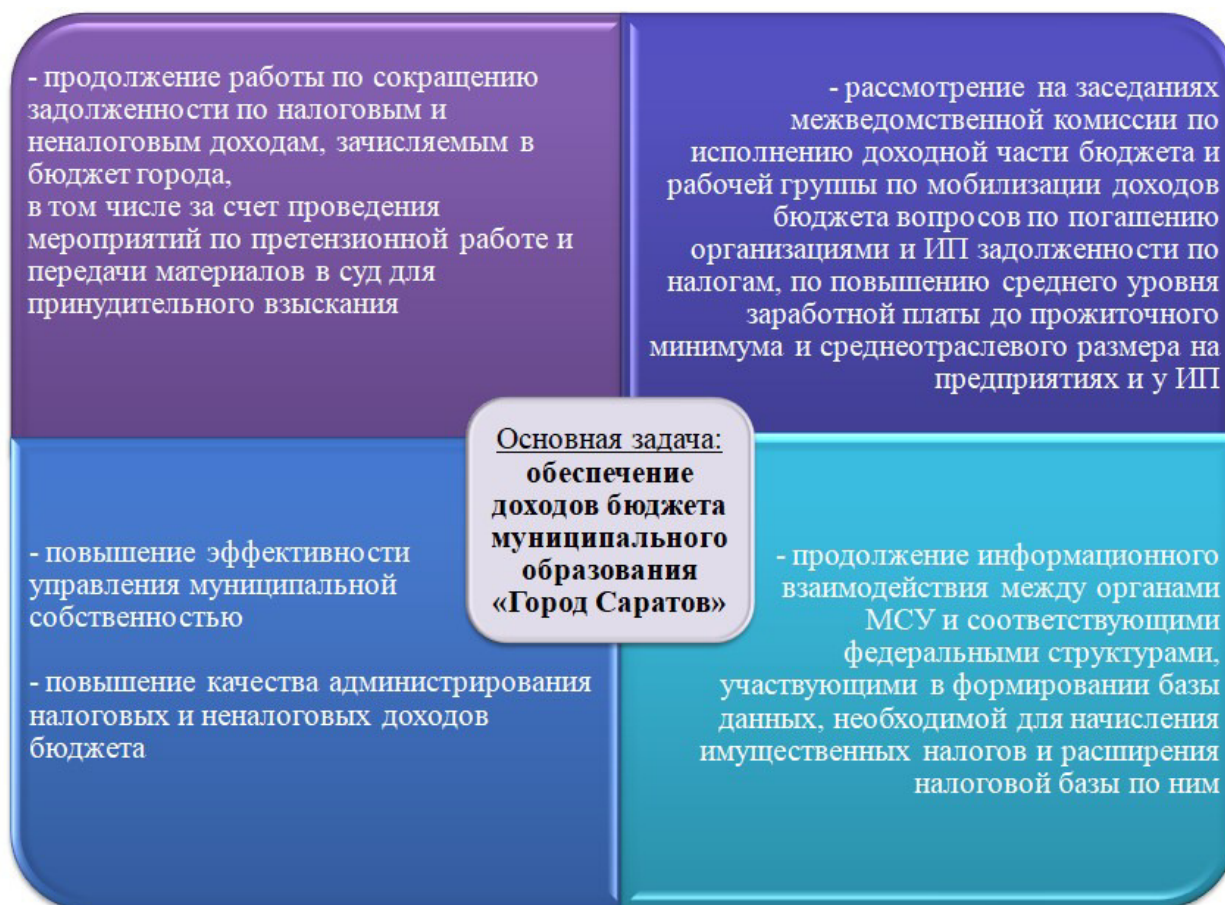 - продолжение работы по сокращению
задолженности по налоговым и
неналоговым доходам, зачисляемым в
бюджет города,
в том числе за счет проведения
мероприятий по претензионной работе и
передачи материалов в суд для
принудительного взыскания
- рассмотрение на заседаниях
межведомственной комиссии по
исполнению доходной части бюджета и
рабочей группы по мобилизации доходов
бюджета вопросов по погашению
организациями и ИП задолженности по
налогам, по повышению среднего уровня
заработной платы до прожиточного
минимума и среднеотраслевого размера на
предприятиях и у ИП
Основная задача:
обеспечение
доходов бюджета
муниципального
образования
«Город Саратов»
- повышение эффективности
управления муниципальной
собственностью
- повышение качества администрирования
налоговых и неналоговых доходов
бюджета
- продолжение информационного
взаимодействия между органами
МСУ и соответствующими
федеральными структурами,
участвующими в формировании базы
данных, необходимой для начисления
имущественных налогов и расширения
налоговой базы по ним